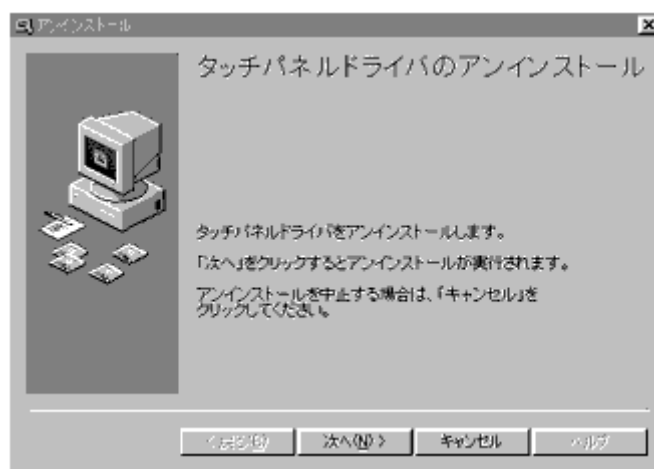 アンインストール
タッチパネルドライバのアンインストール
タッチパネルドライバをアンインストールします。
「次へ」をクリックするとアンインストールが実行されます。
アンインストールを中止する場合は、「キャンセル」を
クリックしてください。
< 戻る(B) 次へ(N) > キャンセル ヘルプ